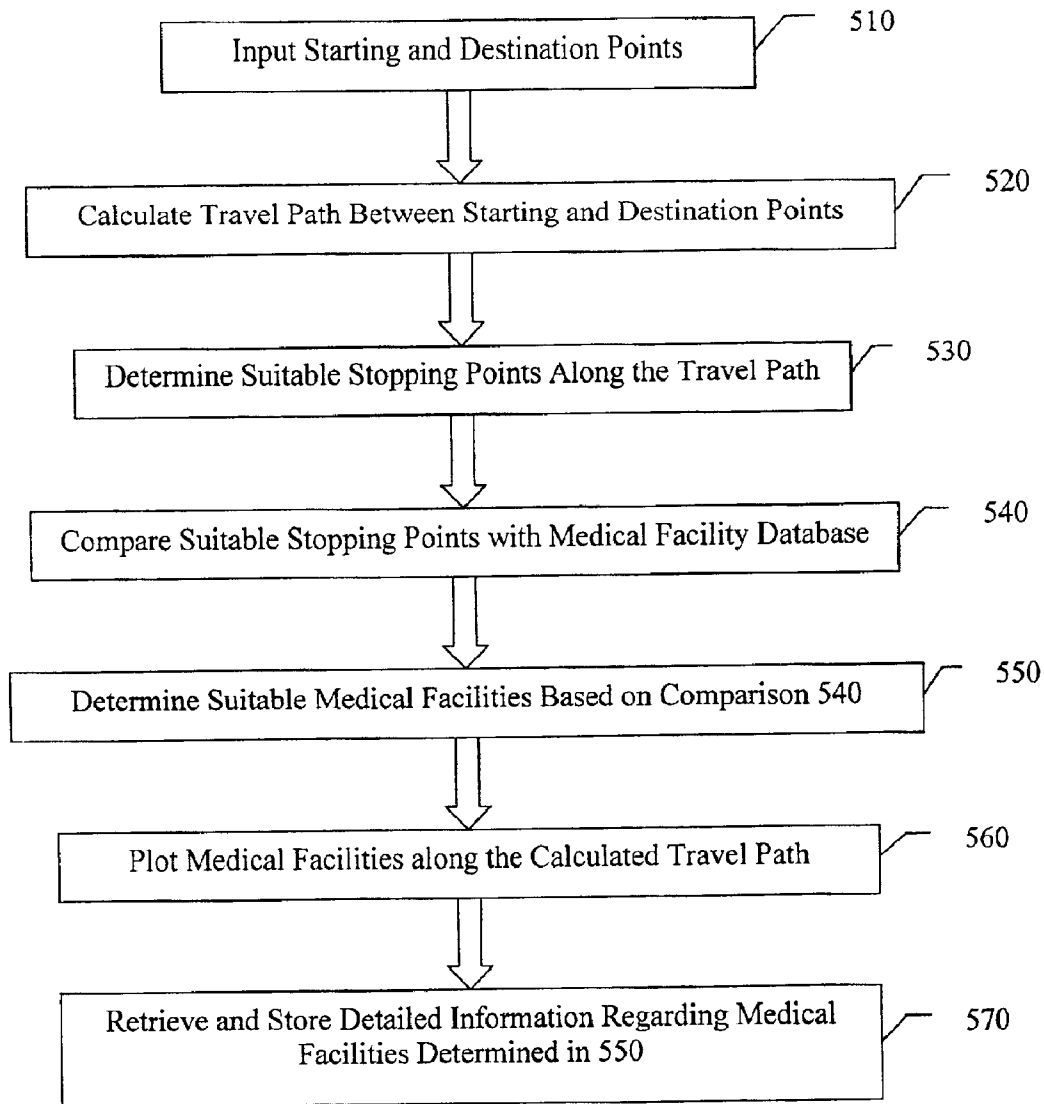 510
Input Starting and Destination Points
520
Calculate Travel Path Between Starting and Destination Points
530
Determine Suitable Stopping Points Along the Travel Path
540
Compare Suitable Stopping Points with Medical Facility Database
550
Determine Suitable Medical Facilities Based on Comparison 540
560
Plot Medical Facilities along the Calculated Travel Path
570
Retrieve and Store Detailed Information Regarding Medical
Facilities Determined in 550